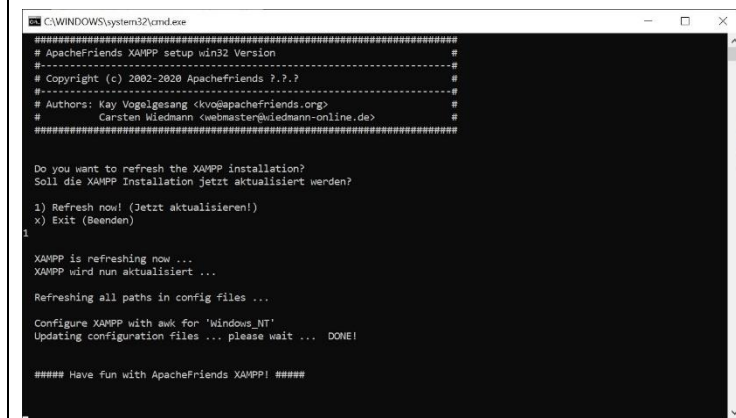 C:\WINDOWS\system32\cmd.exe
######################################################################
# ApacheFriends XAMPP setup win32 Version #
#--------------------------------------------------------------------#
# Copyright (c) 2002-2020 Apachefriends ?.?.? #
#--------------------------------------------------------------------#
# Authors: Kay Vogelgesang <kvo@apachefriends.org> #
# Carsten Wiedmann <webmaster@wiedmann-online.de> #
######################################################################
Do you want to refresh the XAMPP installation?
Soll die XAMPP Installation jetzt aktualisiert werden?
1) Refresh now! (Jetzt aktualisieren!)
x) Exit (Beenden)
1
XAMPP is refreshing now ...
XAMPP wird nun aktualisiert ...
Refreshing all paths in config files ...
Configure XAMPP with awk for 'Windows_NT'
Updating configuration files ... please wait ... DONE!
##### Have fun with ApacheFriends XAMPP! #####